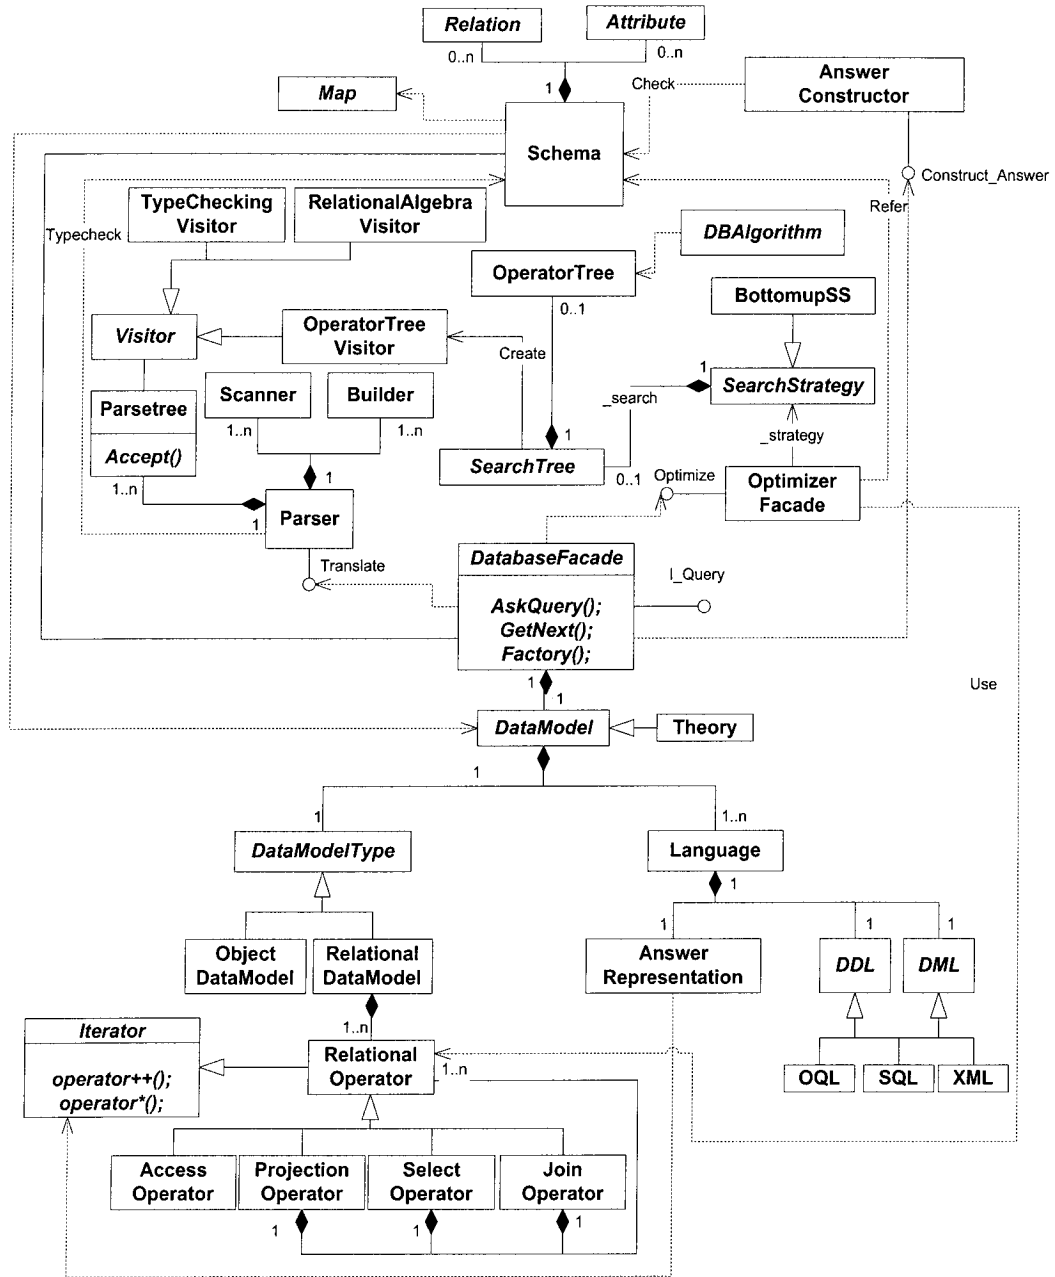 Relation
Attribute
0..n
0..n
Map
1
Check
Answer
Constructor
Schema
Construct_Answer
TypeChecking
Visitor
RelationalAlgebra
Visitor
Refer
Typecheck
DBAlgorithm
OperatorTree
BottomupSS
0..1
Visitor
OperatorTree
Visitor
Create
1
SearchStrategy
Scanner
Builder
_search
Parsetree
1..n
1..n
_strategy
Accept()
1
SearchTree
0..1
Optimize
Optimizer
Facade
1..n
1
1
Parser
Translate
DatabaseFacade
I_Query
AskQuery();
GetNext();
Factory();
Use
1
1
DataModel
Theory
1
1
1..n
DataModelType
Language
1
Object
DataModel
Relational
DataModel
1
1
1
Answer
Representation
DDL
DML
1..n
Iterator
operator++();
operator*();
Relational
Operator
1..n
OQL
SQL
XML
Access
Operator
Projection
Operator
Select
Operator
Join
Operator
1
1
1